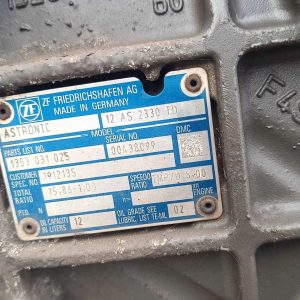 ZF
ZF FRIEDRICHSHAFEN AG
MADE IN GERMANY
ASTRONIC
12 AS 2330 TD
MODEL
PARTS LIST NO.
SERIAL NO.
DMC
1353 031 025
00438099
CUSTOMER SPEC. NO.
1912135
TOTAL RATIO
15.86-1.00
SPEEDO RATIO
PTO
N
EX ENGINE
OIL CAPACITY IN LITERS
12
OIL GRADE SEE LUBRIC. LIST TE-ML
02